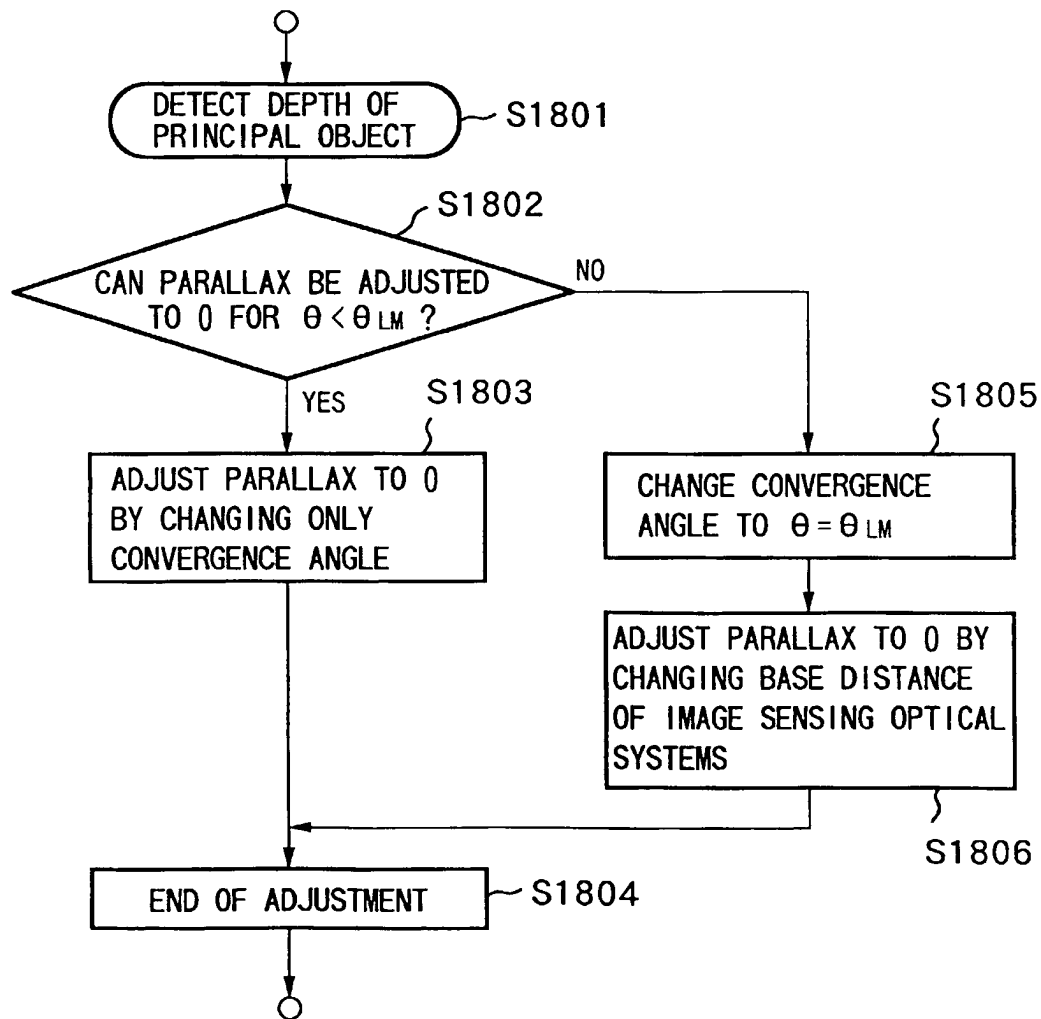 DETECT DEPTH OF
PRINCIPAL OBJECT
S1801
S1802
CAN PARALLAX BE ADJUSTED
TO 0 FOR θ < θLM ?
NO
YES
S1803
ADJUST PARALLAX TO 0
BY CHANGING ONLY
CONVERGENCE ANGLE
S1805
CHANGE CONVERGENCE
ANGLE TO θ = θLM
ADJUST PARALLAX TO 0 BY
CHANGING BASE DISTANCE
OF IMAGE SENSING OPTICAL
SYSTEMS
S1806
END OF ADJUSTMENT
S1804